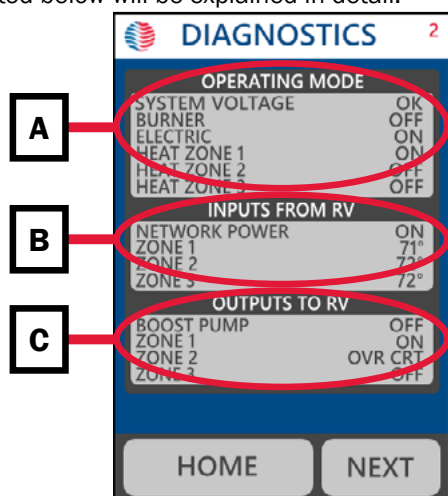 ted below will be explained in detail.
DIAGNOSTICS 2
OPERATING MODE
SYSTEM VOLTAGE OK
BURNER OFF
ELECTRIC ON
HEAT ZONE 1 ON
HEAT ZONE 2 OFF
HEAT ZONE 3 OFF
A
INPUTS FROM RV
NETWORK POWER ON
ZONE 1 71°
ZONE 2 72°
ZONE 3 72°
B
OUTPUTS TO RV
BOOST PUMP OFF
ZONE 1 ON
ZONE 2 OVR CRT
ZONE 3 OFF
C
HOME NEXT